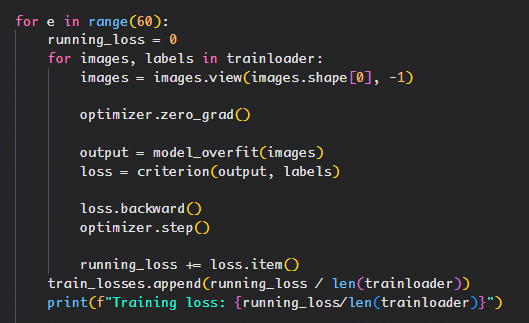 for e in range(60):
    running_loss = 0
    for images, labels in trainloader:
        images = images.view(images.shape[0], -1)

        optimizer.zero_grad()

        output = model_overfit(images)
        loss = criterion(output, labels)

        loss.backward()
        optimizer.step()

        running_loss += loss.item()
    train_losses.append(running_loss / len(trainloader))
    print(f"Training loss: {running_loss/len(trainloader)}")